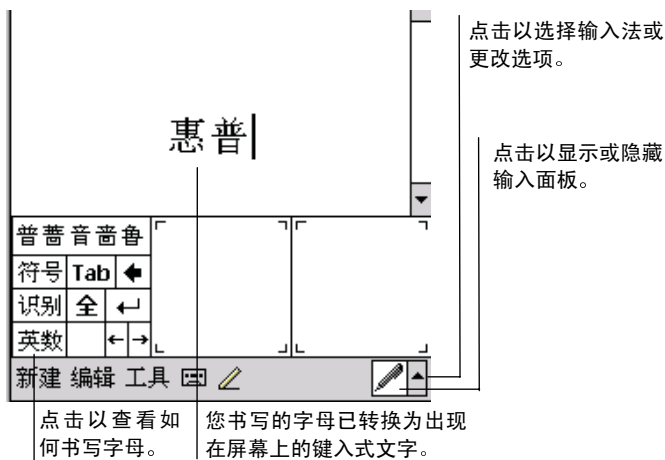 点击以选择输入法或
更改选项。
惠普
点击以显示或隐藏
输入面板。
普蔷音啬鲁
符号 Tab
识别 全
英数
新建 编辑 工具
点击以查看如
何书写字母。
您书写的字母已转换为出现
在屏幕上的键入式文字。